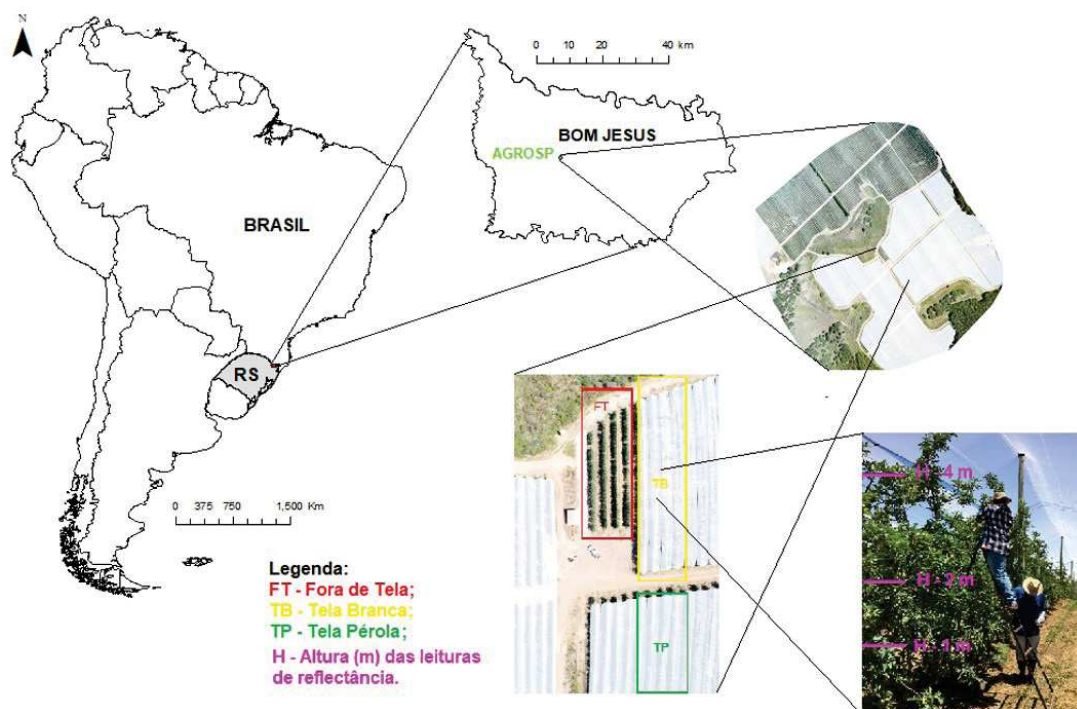 N
0 10 20 40 km
BOM JESUS
AGROSP
BRASIL
RS
0 375 750 1,500 Km
FT
TB
TP
H - 4 m
H - 2 m
H - 1 m
Legenda:
FT - Fora de Tela;
TB - Tela Branca;
TP - Tela Pérola;
H - Altura (m) das leituras
de reflectância.